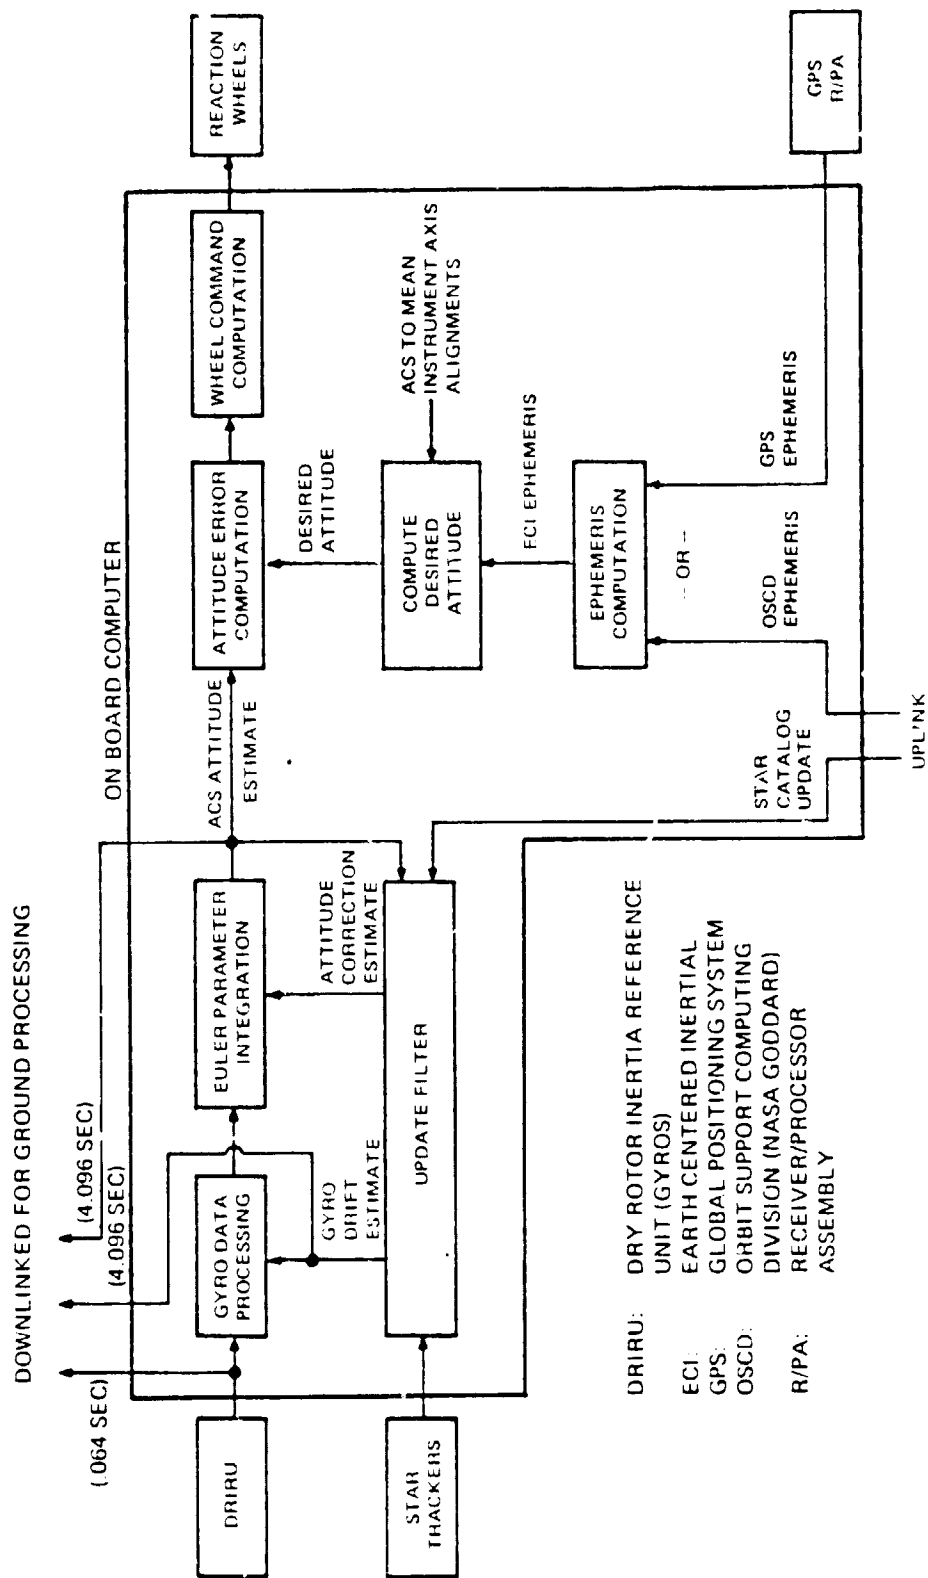 DOWNLINKED FOR GROUND PROCESSING
(.064 SEC)
(4.096 SEC)
(4.096 SEC)
ON BOARD COMPUTER
DRIRU
GYRO DATA
PROCESSING
EULER PARAMETER
INTEGRATION
ACS ATTITUDE
ESTIMATE
ATTITUDE ERROR
COMPUTATION
WHEEL COMMAND
COMPUTATION
REACTION
WHEELS
GYRO
DRIFT
ESTIMATE
ATTITUDE
CORRECTION
ESTIMATE
DESIRED
ATTITUDE
STAR
THACKERS
UPDATE FILTER
COMPUTE
DESIRED
ATTITUDE
ACS TO MEAN
INSTRUMENT AXIS
ALIGNMENTS
ECI EPHEMERIS
EPHEMERIS
COMPUTATION
-- OR --
STAR
CATALOG
UPDATE
OSCD
EPHEMERIS
GPS
EPHEMERIS
GPS
R/PA
UPLINK
DRIRU: DRY ROTOR INERTIA REFERENCE
UNIT (GYROS)
ECI: EARTH CENTERED INERTIAL
GPS: GLOBAL POSITIONING SYSTEM
OSCD: ORBIT SUPPORT COMPUTING
DIVISION (NASA GODDARD)
R/PA: RECEIVER/PROCESSOR
ASSEMBLY